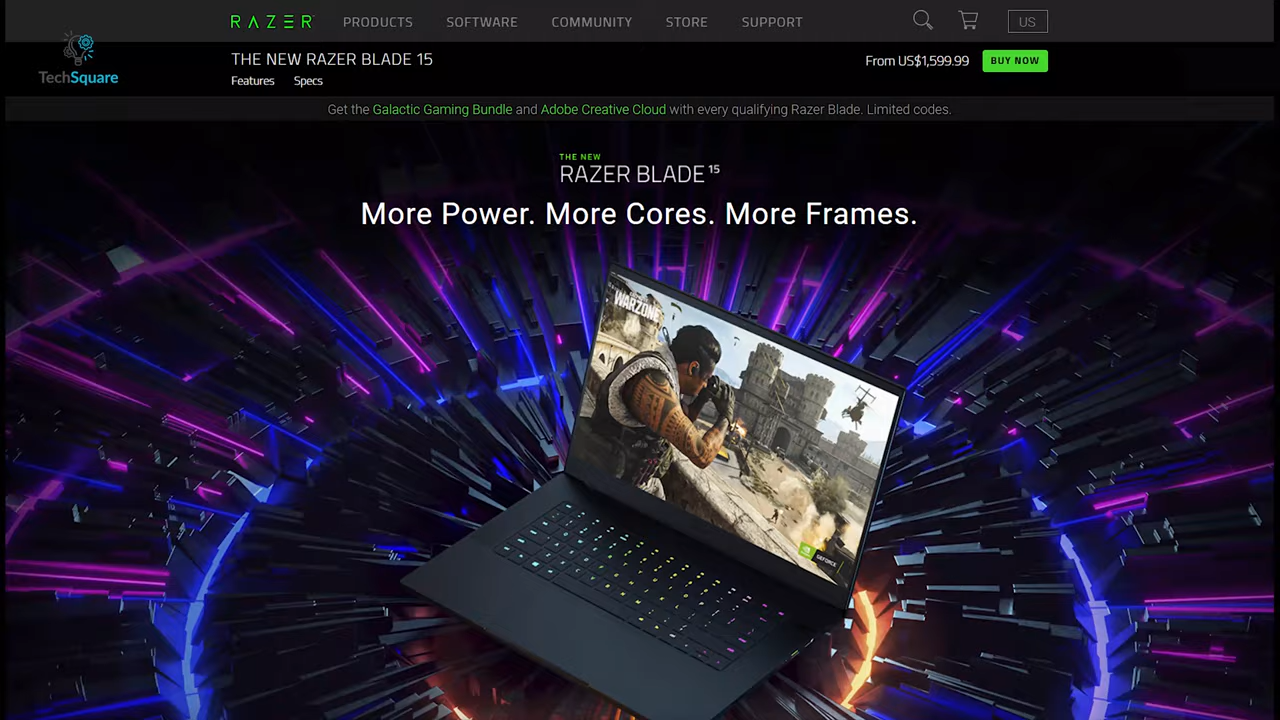 RAZER
PRODUCTS
SOFTWARE
COMMUNITY
STORE
SUPPORT
US
TechSquare
THE NEW RAZER BLADE 15
Features
Specs
From US$1,599.99
BUY NOW
Get the Galactic Gaming Bundle and Adobe Creative Cloud with every qualifying Razer Blade. Limited codes.
THE NEW
RAZER BLADE 15
More Power. More Cores. More Frames.
WARZONE
GEFORCE